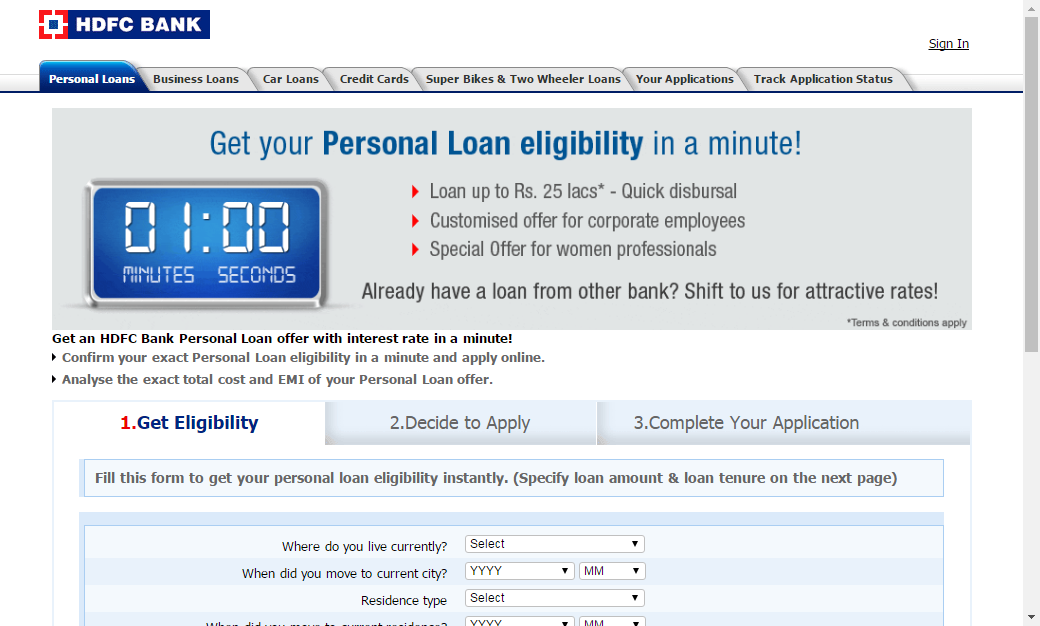 HDFC BANK
Sign In
Personal Loans Business Loans Car Loans Credit Cards Super Bikes & Two Wheeler Loans Your Applications Track Application Status
Get your Personal Loan eligibility in a minute!
Loan up to Rs. 25 lacs* - Quick disbursal
Customised offer for corporate employees
Special Offer for women professionals
01:00
MINUTES SECONDS
Already have a loan from other bank? Shift to us for attractive rates!
*Terms & conditions apply
Get an HDFC Bank Personal Loan offer with interest rate in a minute!
Confirm your exact Personal Loan eligibility in a minute and apply online.
Analyse the exact total cost and EMI of your Personal Loan offer.
1.Get Eligibility 2.Decide to Apply 3.Complete Your Application
Fill this form to get your personal loan eligibility instantly. (Specify loan amount & loan tenure on the next page)
Where do you live currently? Select
When did you move to current city? YYYY MM
Residence type Select
When did you move to current residence? YYYY MM